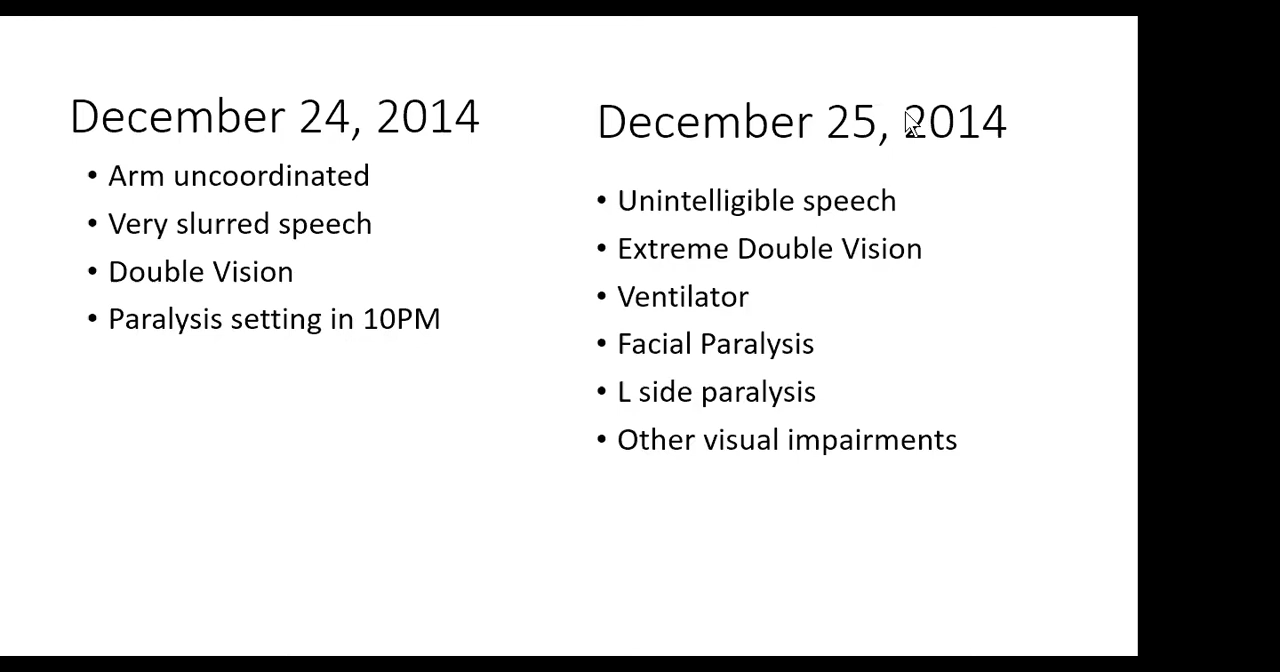 December 24, 2014
• Arm uncoordinated
• Very slurred speech
• Double Vision
• Paralysis setting in 10PM
December 25, 2014
• Unintelligible speech
• Extreme Double Vision
• Ventilator
• Facial Paralysis
• L side paralysis
• Other visual impairments